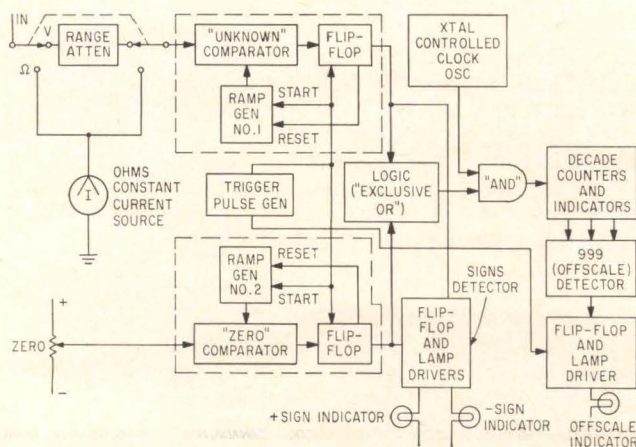 IN
V
RANGE
ATTEN
Ω
I
OHMS
CONSTANT
CURRENT
SOURCE
"UNKNOWN"
COMPARATOR
FLIP-
FLOP
RAMP
GEN
NO.1
START
RESET
TRIGGER
PULSE GEN
LOGIC
("EXCLUSIVE
OR")
XTAL
CONTROLLED
CLOCK
OSC
"AND"
DECADE
COUNTERS
AND
INDICATORS
999
(OFFSCALE)
DETECTOR
RAMP
GEN
NO.2
RESET
START
SIGNS
DETECTOR
+
ZERO
-
"ZERO"
COMPARATOR
FLIP-
FLOP
FLIP-
FLOP
AND
LAMP
DRIVERS
FLIP-FLOP
AND
LAMP
DRIVER
+SIGN INDICATOR
-SIGN
INDICATOR
OFFSCALE
INDICATOR